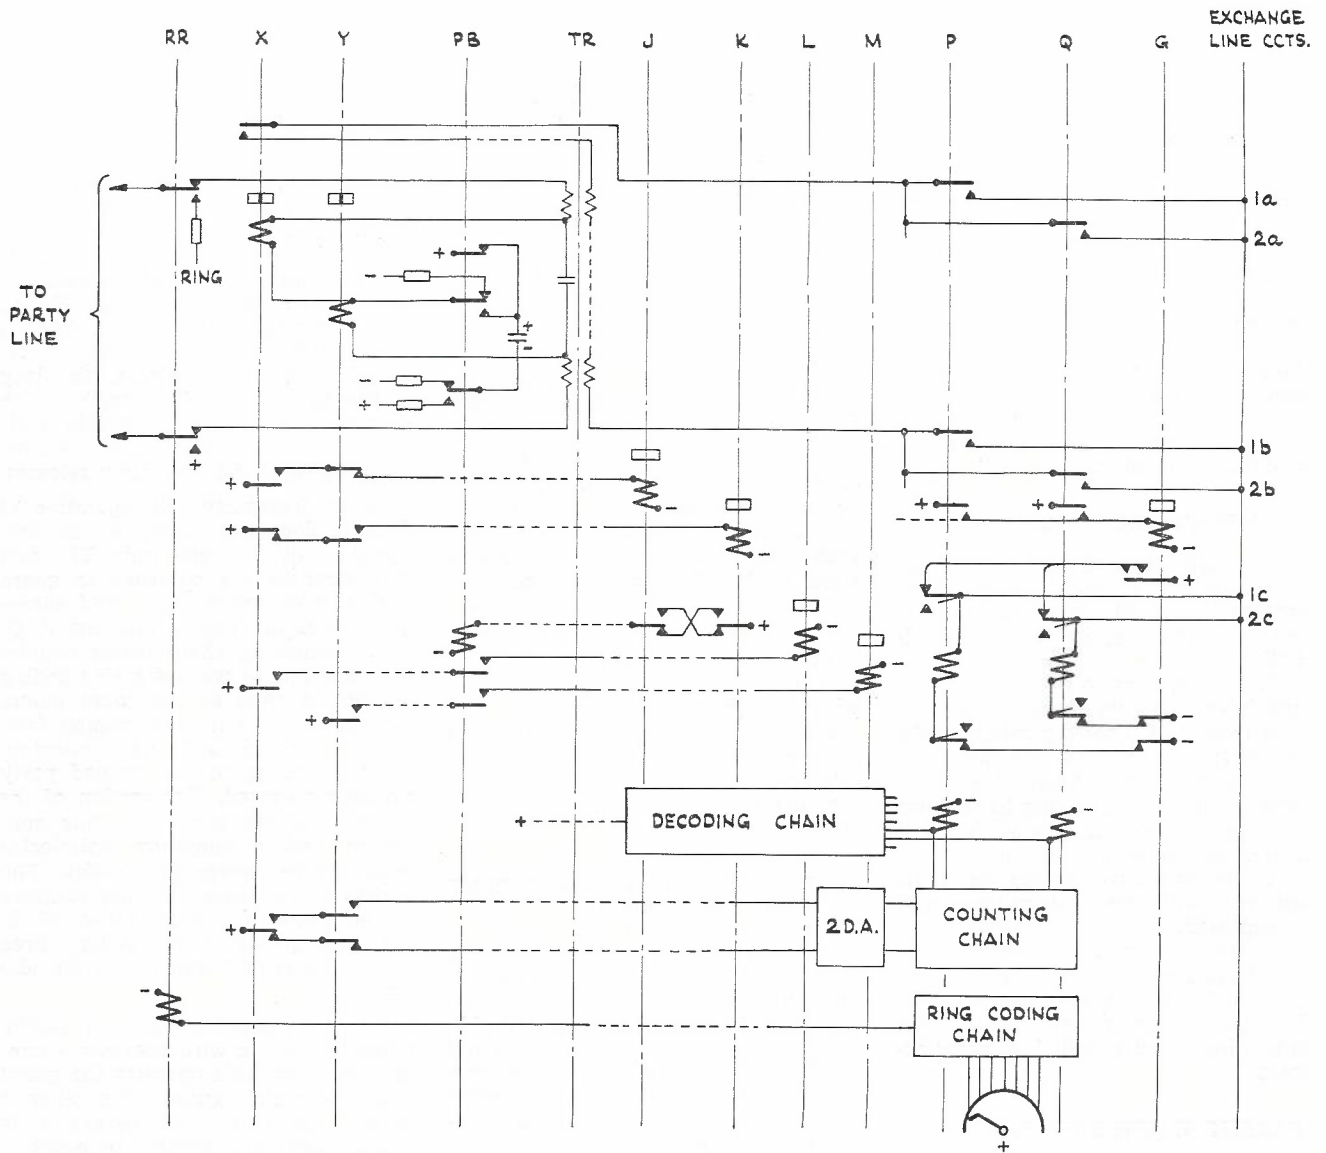 EXCHANGE
LINE CCTS.
RR X Y PB TR J K L M P Q G
1a
2a
RING
TO
PARTY
LINE
+
-
+
-
-
+
1b
+
2b
+
-
+ +
+
-
-
+
1c
2c
+
-
-
-
+
+
-
-
-
-
+
DECODING CHAIN
2 D.A.
COUNTING
CHAIN
+
-
RING CODING
CHAIN
+